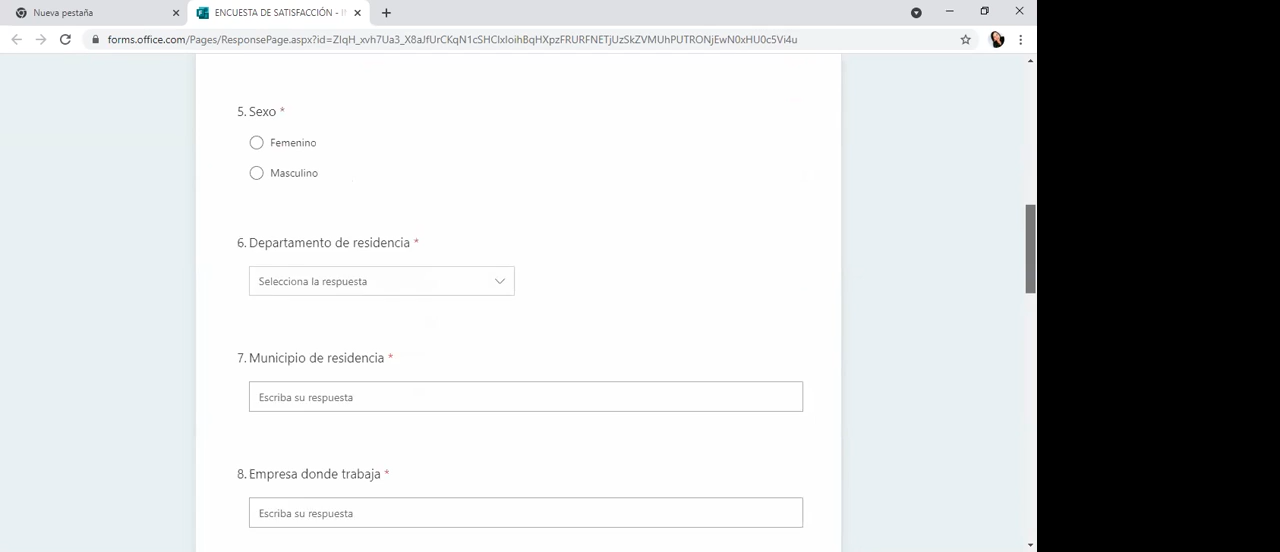 Nueva pestaña
ENCUESTA DE SATISFACCIÓN - I
forms.office.com/Pages/ResponsePage.aspx?id=ZIqH_xvh7Ua3_X8aJfUrCKqN1cSHClxIoihBqHXpzFRURFNETjUzSkZVMUhPUTRONjEwN0xHU0c5Vi4u
5. Sexo *
Femenino
Masculino
6. Departamento de residencia *
Selecciona la respuesta
7. Municipio de residencia *
Escriba su respuesta
8. Empresa donde trabaja *
Escriba su respuesta